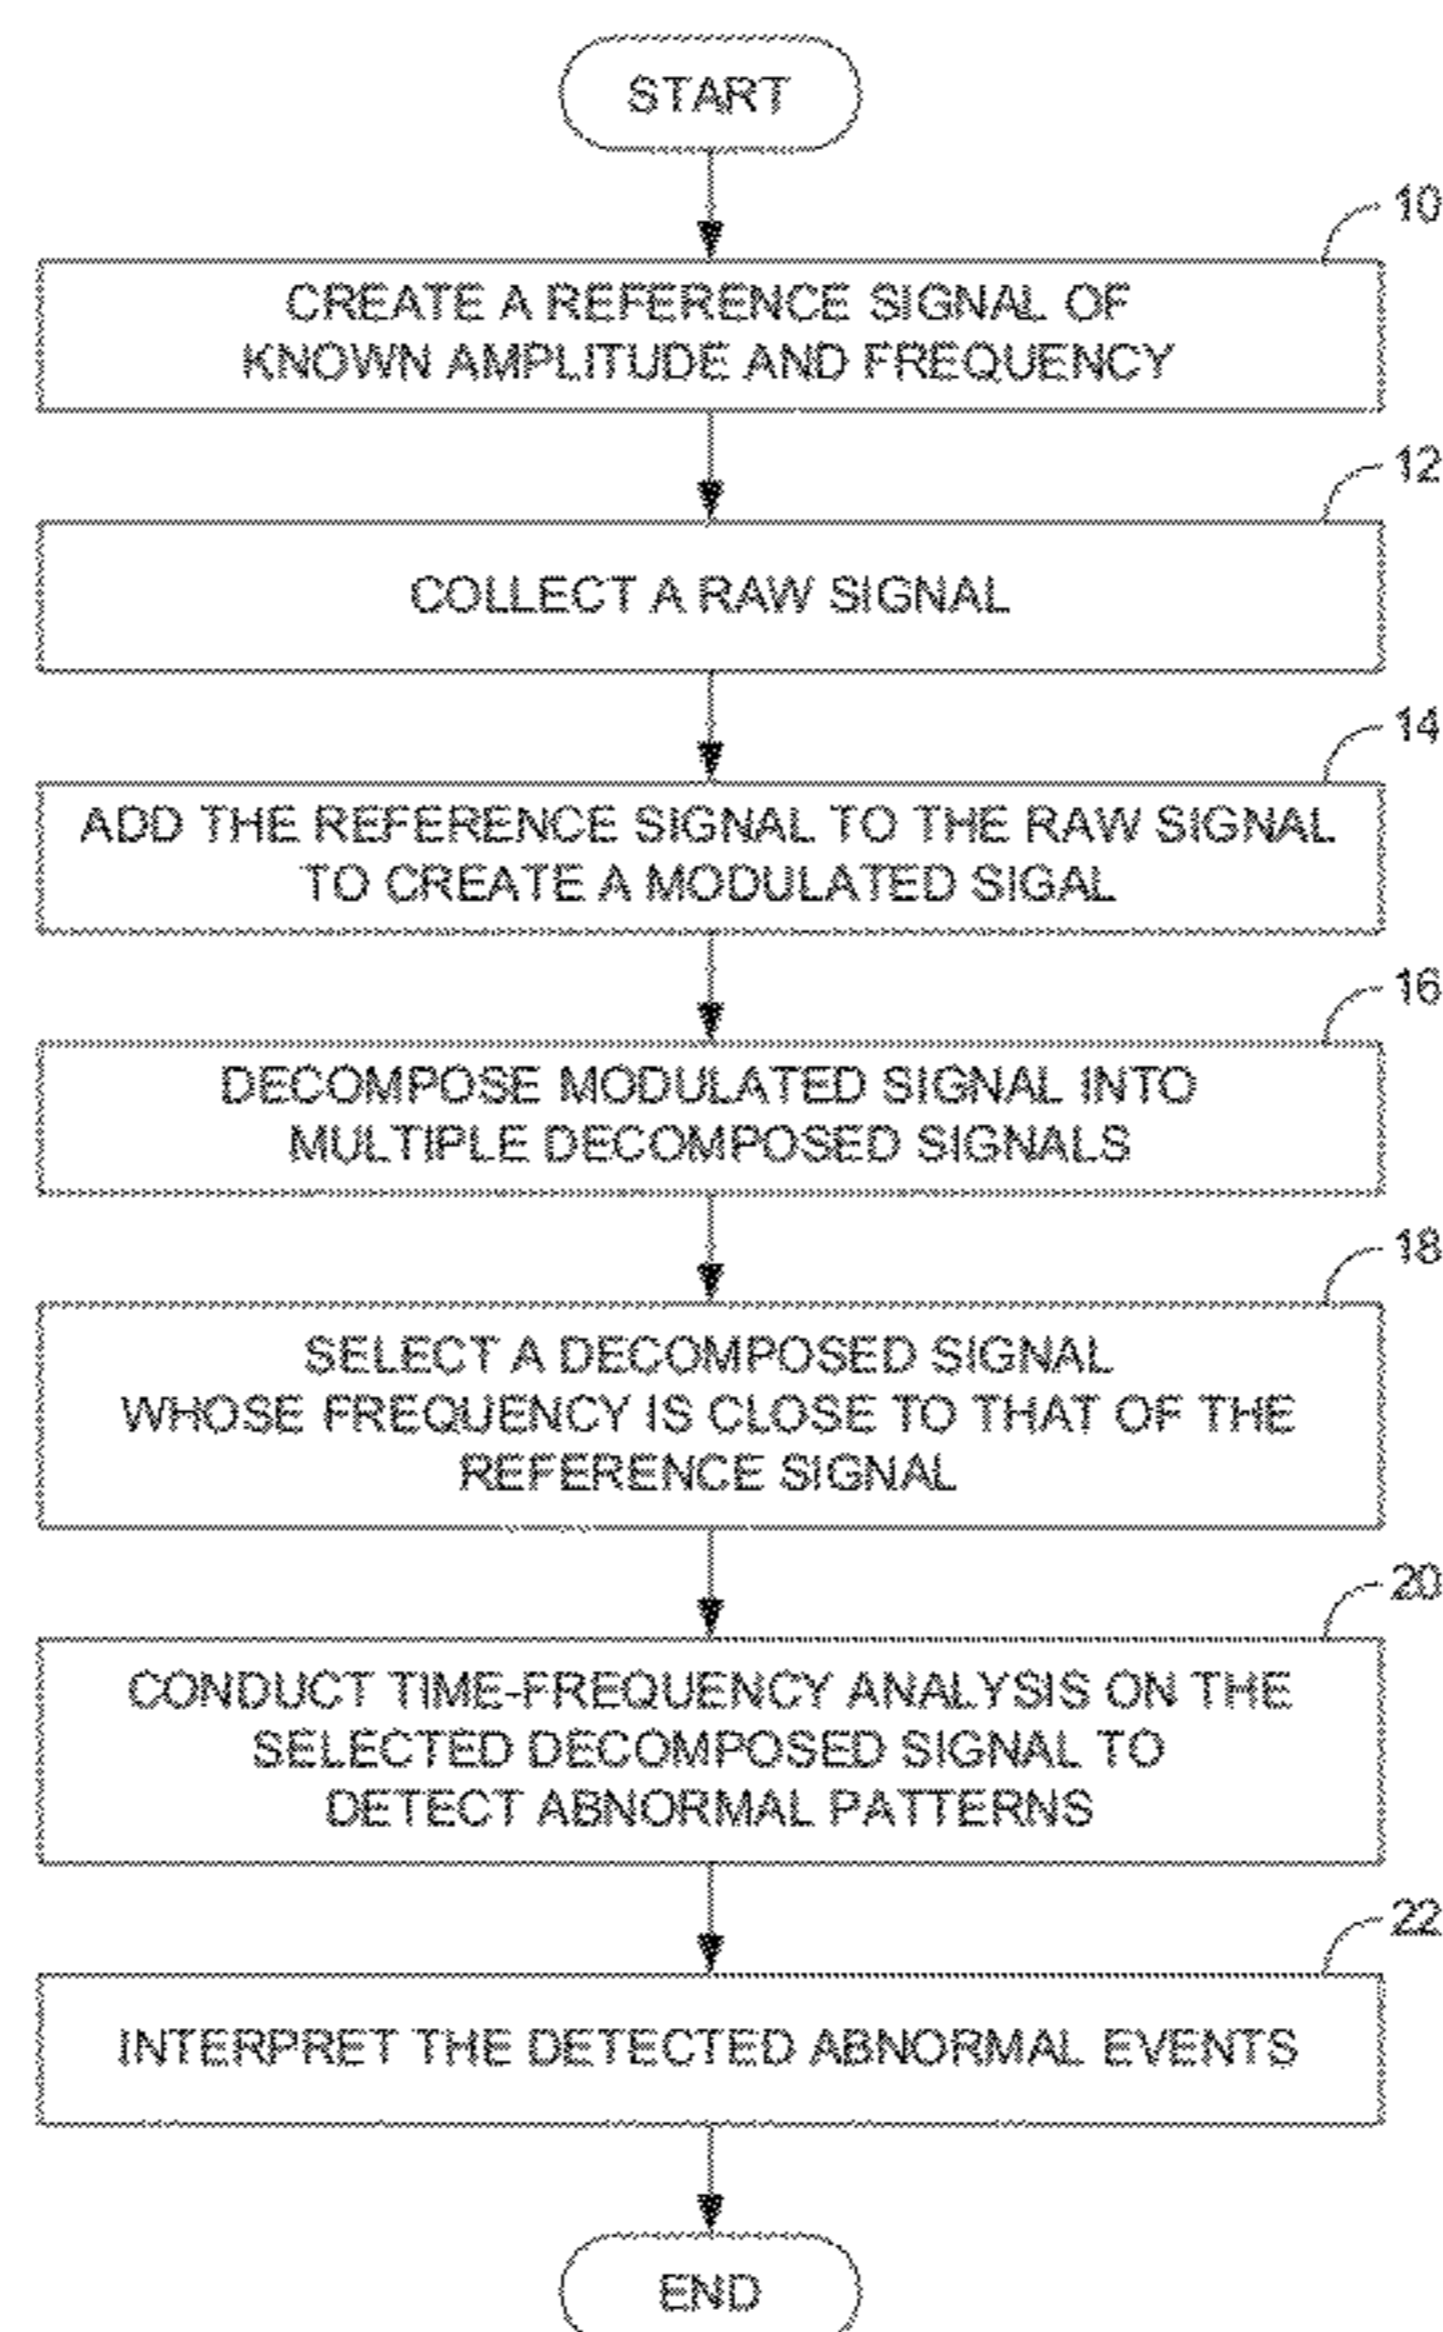 START
10
CREATE A REFERENCE SIGNAL OF
KNOWN AMPLITUDE AND FREQUENCY
12
COLLECT A RAW SIGNAL
14
ADD THE REFERENCE SIGNAL TO THE RAW SIGNAL
TO CREATE A MODULATED SIGAL
16
DECOMPOSE MODULATED SIGNAL INTO
MULTIPLE DECOMPOSED SIGNALS
18
SELECT A DECOMPOSED SIGNAL
WHOSE FREQUENCY IS CLOSE TO THAT OF THE
REFERENCE SIGNAL
20
CONDUCT TIME-FREQUENCY ANALYSIS ON THE
SELECTED DECOMPOSED SIGNAL TO
DETECT ABNORMAL PATTERNS
22
INTERPRET THE DETECTED ABNORMAL EVENTS
END